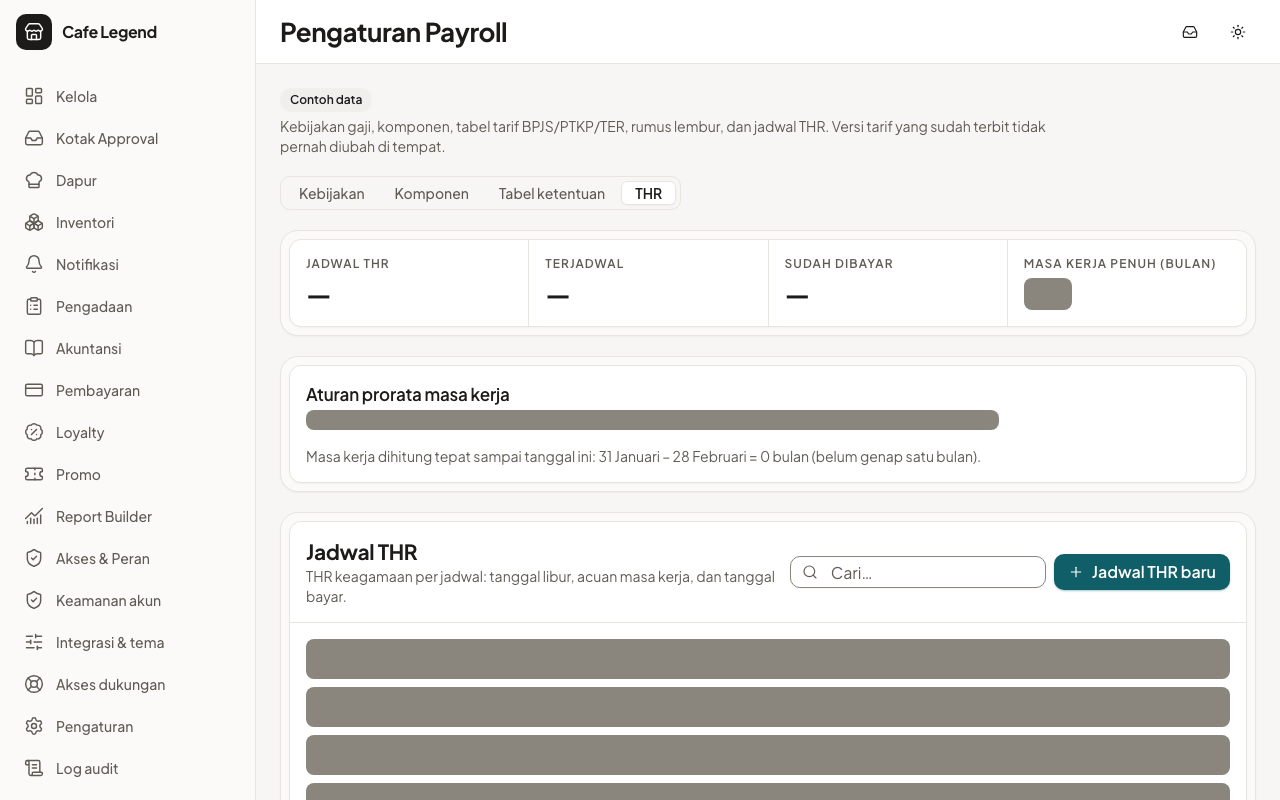 Cafe Legend
Kelola
Kotak Approval
Dapur
Inventori
Notifikasi
Pengadaan
Akuntansi
Pembayaran
Loyalty
Promo
Report Builder
Akses & Peran
Keamanan akun
Integrasi & tema
Akses dukungan
Pengaturan
Log audit
Pengaturan Payroll
Contoh data
Kebijakan gaji, komponen, tabel tarif BPJS/PTKP/TER, rumus lembur, dan jadwal THR. Versi tarif yang sudah terbit tidak
pernah diubah di tempat.
Kebijakan Komponen Tabel ketentuan THR
JADWAL THR TERJADWAL SUDAH DIBAYAR MASA KERJA PENUH (BULAN)
— — —
Aturan prorata masa kerja
Masa kerja dihitung tepat sampai tanggal ini: 31 Januari – 28 Februari = 0 bulan (belum genap satu bulan).
Jadwal THR
THR keagamaan per jadwal: tanggal libur, acuan masa kerja, dan tanggal
bayar.
Cari...
Jadwal THR baru